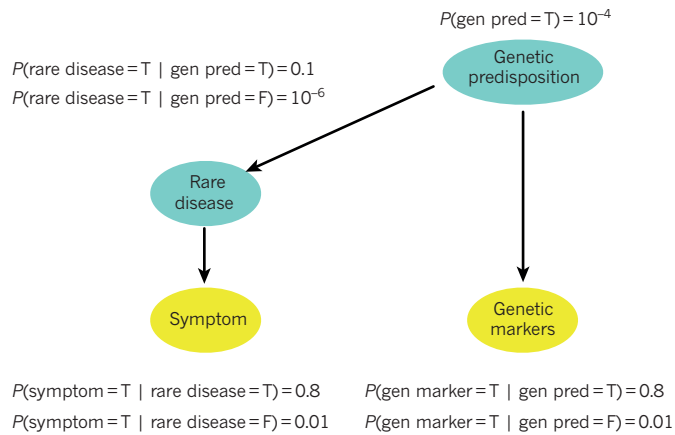 P(gen pred = T) = 10⁻⁴
P(rare disease = T | gen pred = T) = 0.1
P(rare disease = T | gen pred = F) = 10⁻⁶
Genetic
predisposition
Rare
disease
Symptom
Genetic
markers
P(symptom = T | rare disease = T) = 0.8
P(symptom = T | rare disease = F) = 0.01
P(gen marker = T | gen pred = T) = 0.8
P(gen marker = T | gen pred = F) = 0.01